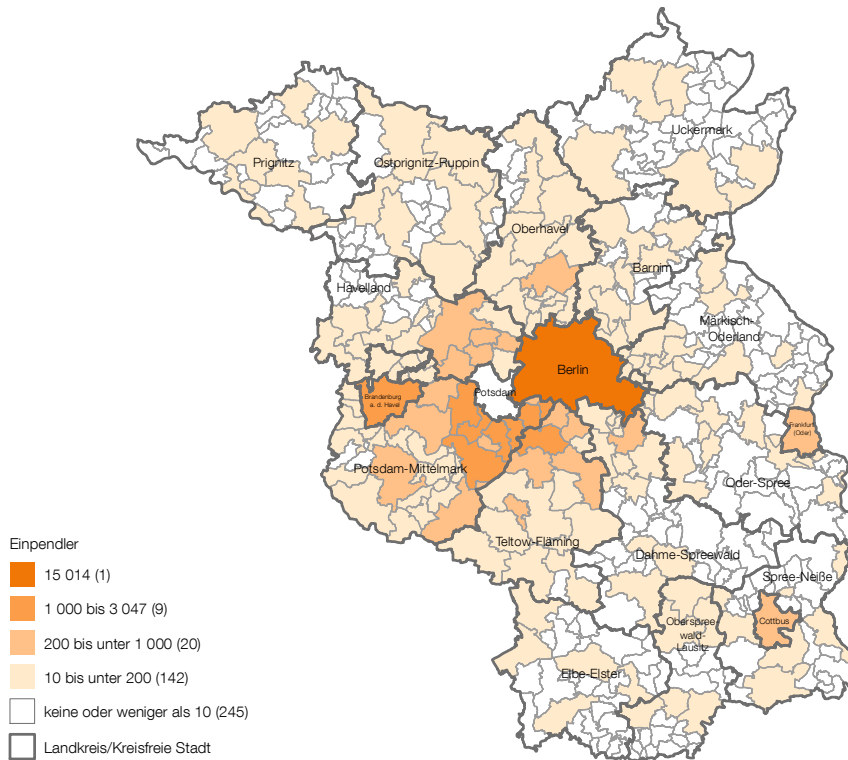 Uckermark
Prignitz
Ostprignitz-Ruppin
Oberhavel
Barnim
Havelland
Märkisch-
Oderland
Berlin
Potsdam
Brandenburg
a. d. Havel
Frankfurt
(Oder)
Potsdam-Mittelmark
Oder-Spree
Teltow-Fläming
Dahme-Spreewald
Spree-Neiße
Oberspree-
wald-
Lausitz
Cottbus
Elbe-Elster
Einpendler
15 014 (1)
1 000 bis 3 047 (9)
200 bis unter 1 000 (20)
10 bis unter 200 (142)
keine oder weniger als 10 (245)
Landkreis/Kreisfreie Stadt